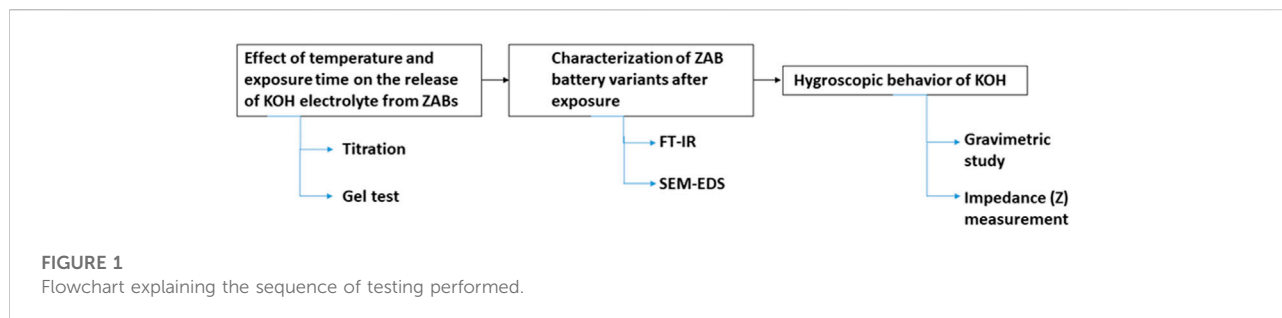 Effect of temperature and
exposure time on the release
of KOH electrolyte from ZABs
Titration
Gel test
Characterization of ZAB
battery variants after
exposure
FT-IR
SEM-EDS
Hygroscopic behavior of KOH
Gravimetric
study
Impedance (Z)
measurement
FIGURE 1
Flowchart explaining the sequence of testing performed.